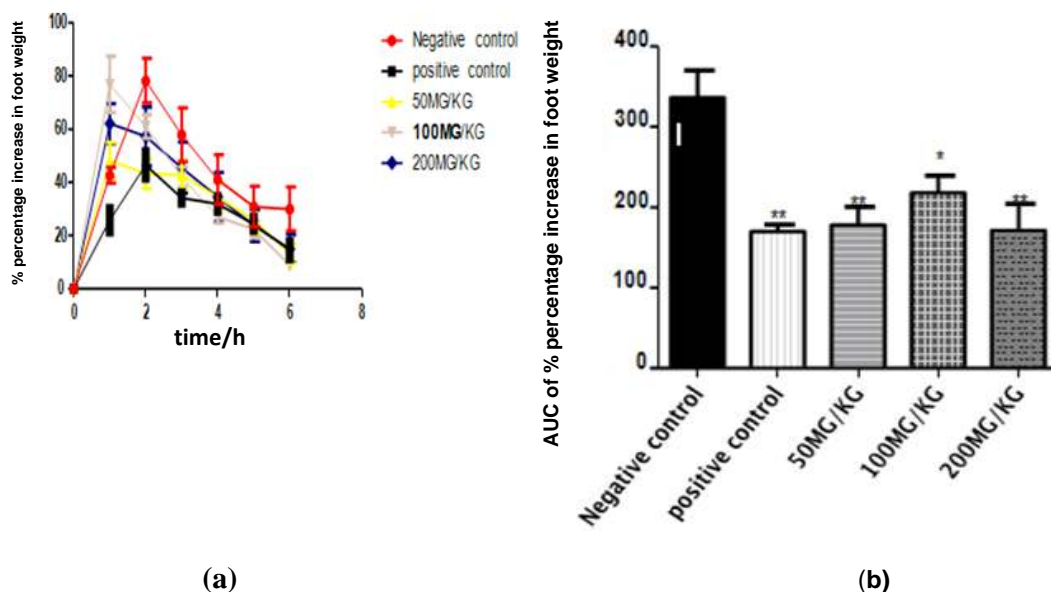 % percentage increase in foot weight
100
80
60
40
20
0
0
2
4
6
8
time/h
Negative control
positive control
50MG/KG
100MG/KG
200MG/KG
(a)
AUC of % percentage increase in foot weight
400
300
200
100
0
**
**
*
**
Negative control
positive control
50MG/KG
100MG/KG
200MG/KG
(b)